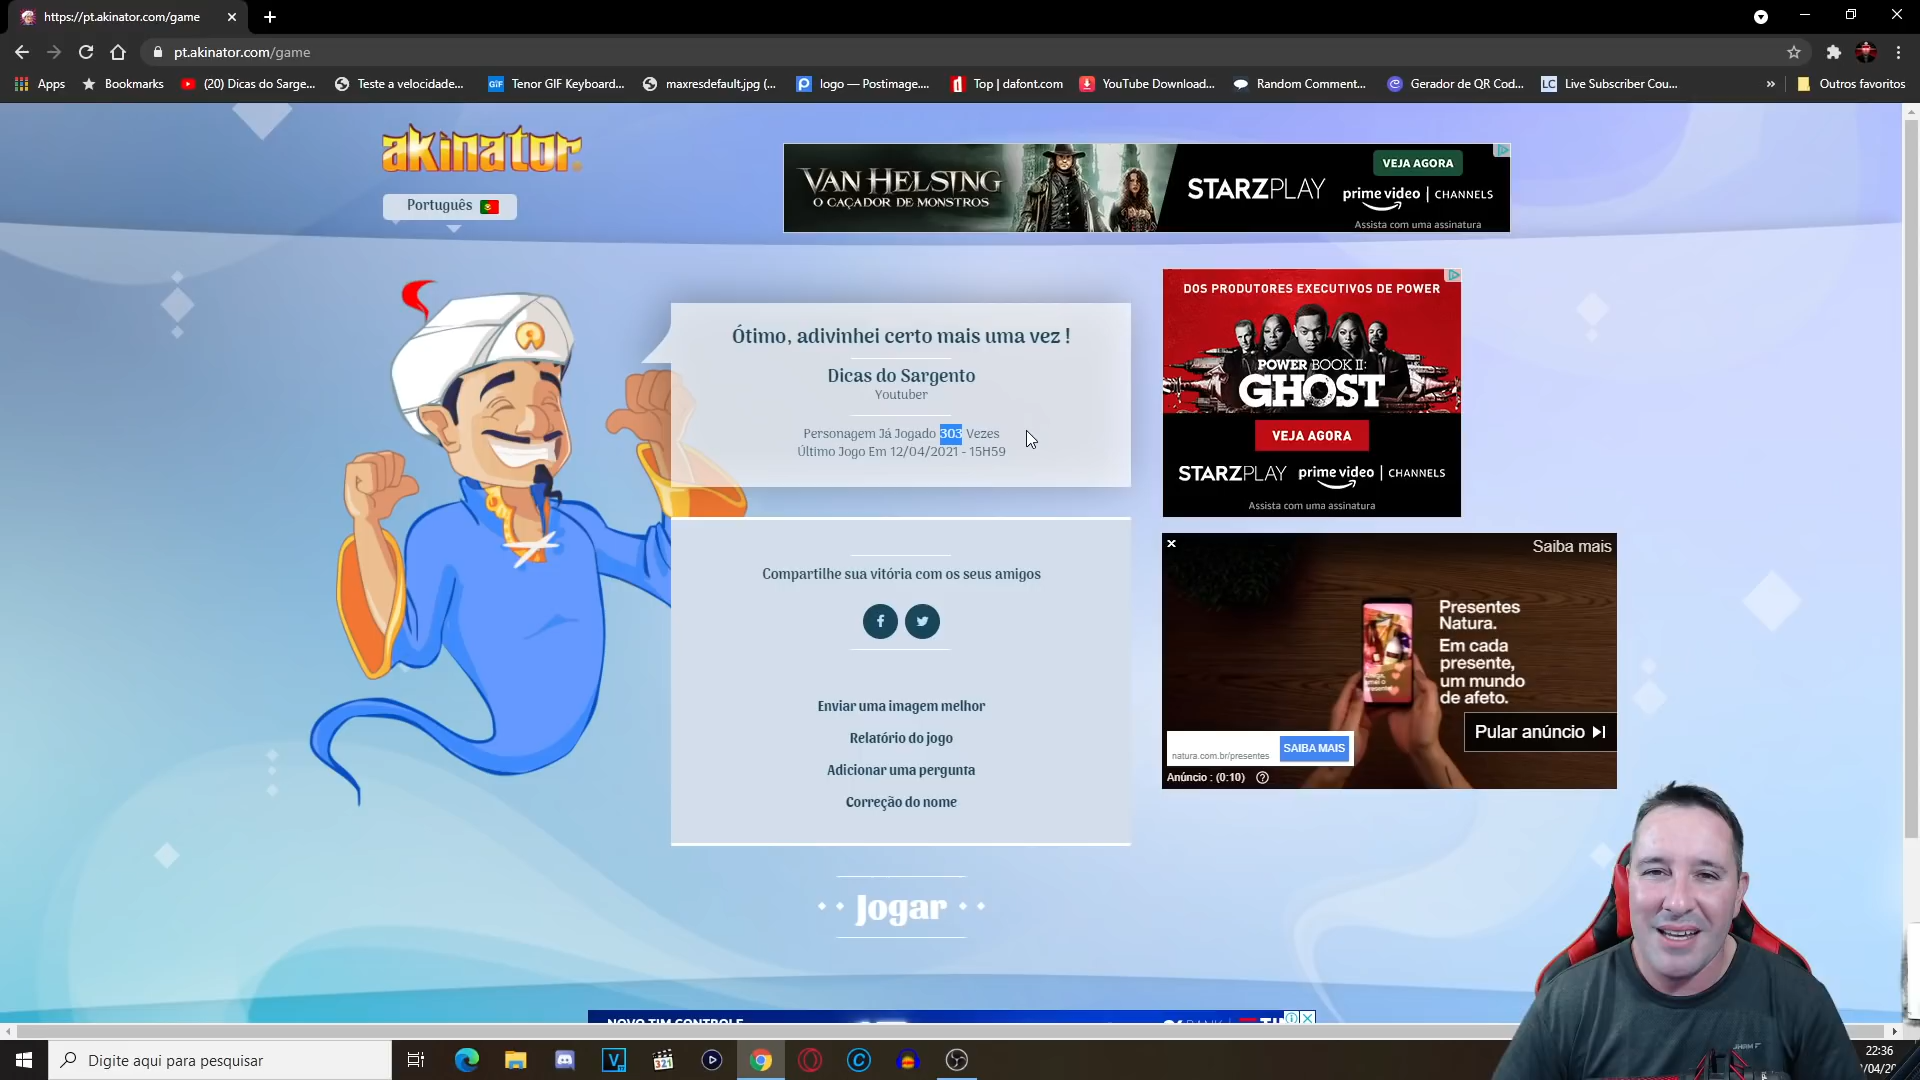 https://pt.akinator.com/game
pt.akinator.com/game
Apps
Bookmarks
(20) Dicas do Sarge...
Teste a velocidade...
GIF
Tenor GIF Keyboard...
maxresdefault.jpg (...
logo — Postimage....
Top | dafont.com
YouTube Download...
Random Comment...
Gerador de QR Cod...
LC
Live Subscriber Cou...
»
Outros favoritos
akinator
Português
VAN HELSING
O CAÇADOR DE MONSTROS
STARZPLAY
VEJA AGORA
prime video | CHANNELS
Assista com uma assinatura
Ótimo, adivinhei certo mais uma vez !
Dicas do Sargento
Youtuber
Personagem Já Jogado 303 Vezes
Último Jogo Em 12/04/2021 - 15H59
DOS PRODUTORES EXECUTIVOS DE POWER
POWER BOOK II:
GHOST
VEJA AGORA
STARZPLAY prime video | CHANNELS
Assista com uma assinatura
Compartilhe sua vitória com os seus amigos
Enviar uma imagem melhor
Relatório do jogo
Adicionar uma pergunta
Correção do nome
Saiba mais
Presentes
Natura.
Em cada
presente,
um mundo
de afeto.
Pular anúncio
natura.com.br/presentes
SAIBA MAIS
Anúncio : (0:10)
Jogar
NOVO TIM CONTROLE
Digite aqui para pesquisar
321
22:36